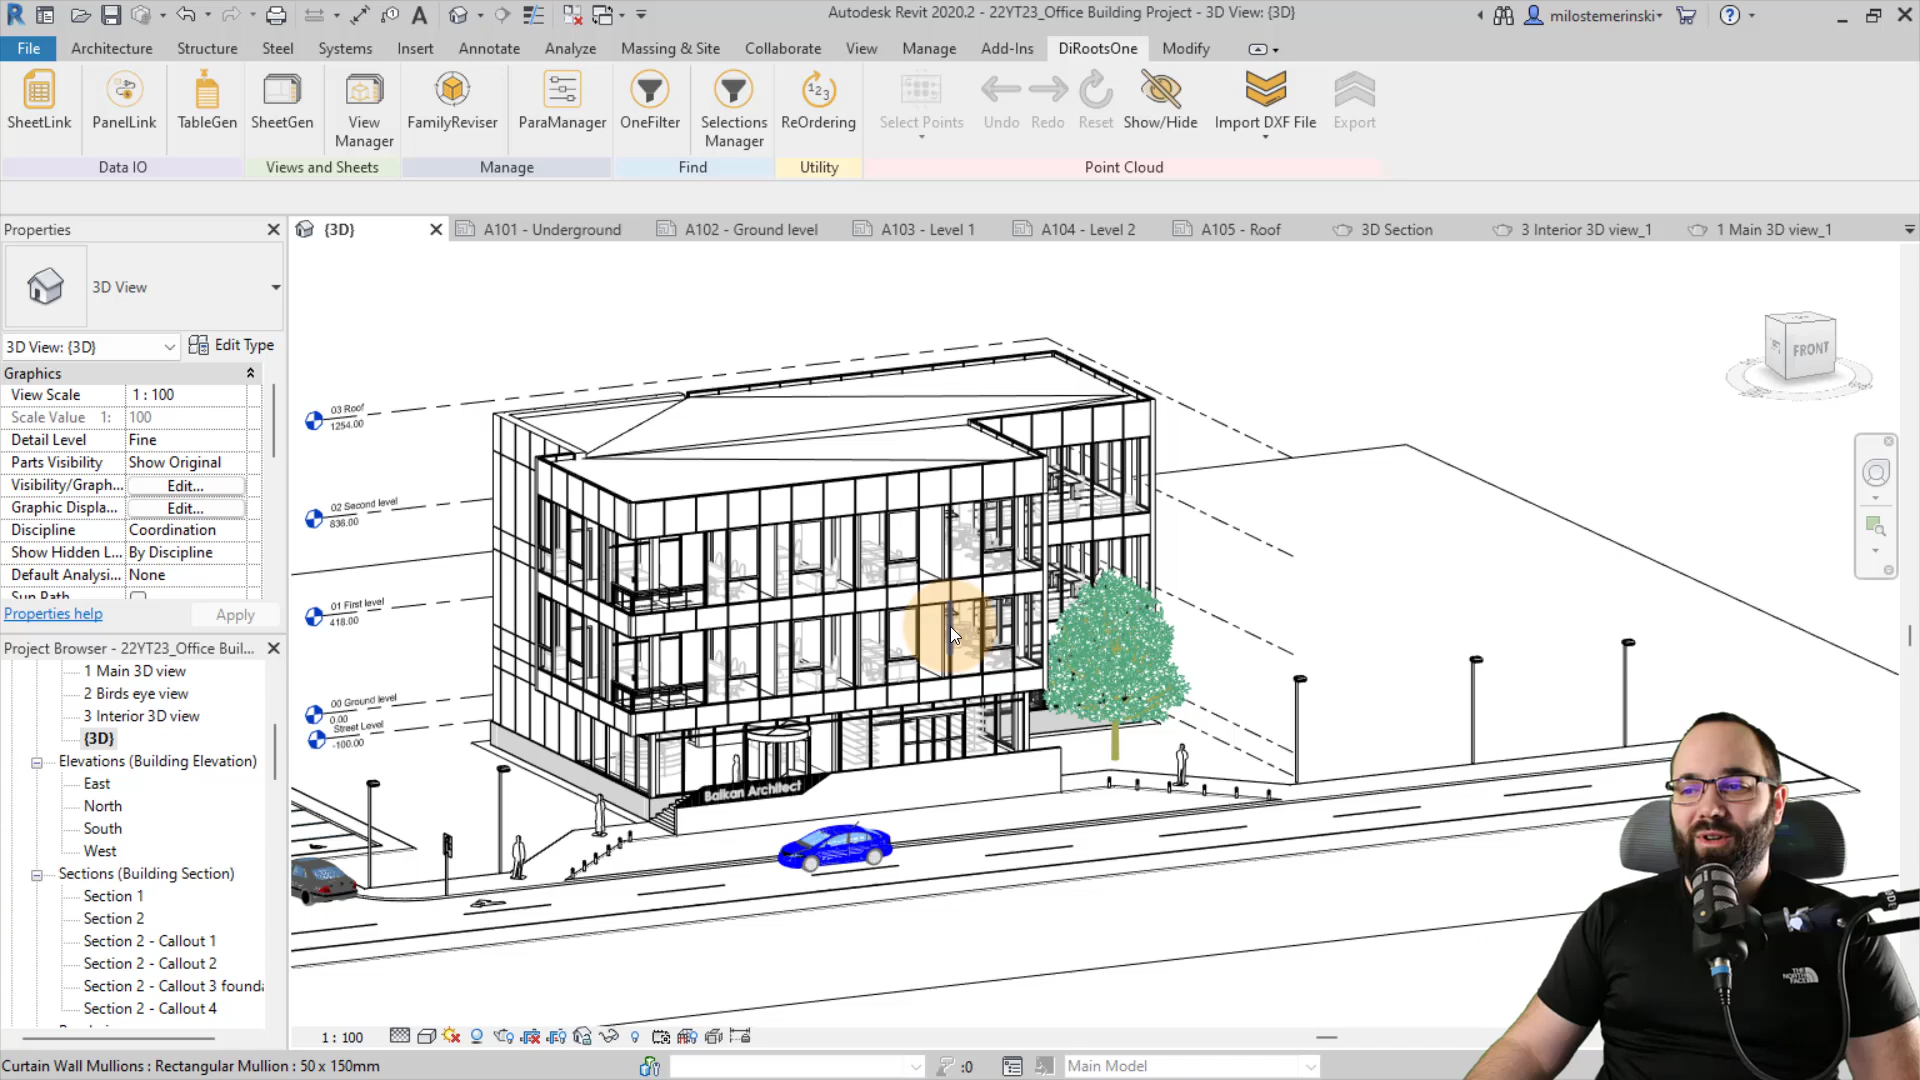 Autodesk Revit 2020.2 - 22YT23_Office Building Project - 3D View: {3D}
milostemerinski
File Architecture Structure Steel Systems Insert Annotate Analyze Massing & Site Collaborate View Manage Add-Ins DiRootsOne Modify
SheetLink PanelLink TableGen SheetGen View Manager FamilyReviser ParaManager OneFilter Selections Manager ReOrdering Select Points Undo Redo Reset Show/Hide Import DXF File Export
Data IO Views and Sheets Manage Find Utility Point Cloud
Properties
{3D} A101 - Underground A102 - Ground level A103 - Level 1 A104 - Level 2 A105 - Roof 3D Section 3 Interior 3D view_1 1 Main 3D view_1
3D View
3D View: {3D} Edit Type
Graphics
View Scale 1 : 100
Scale Value 1: 100
Detail Level Fine
Parts Visibility Show Original
Visibility/Graph... Edit...
Graphic Displa... Edit...
Discipline Coordination
Show Hidden L... By Discipline
Default Analysi... None
Sun Path
Properties help Apply
Project Browser - 22YT23_Office Buil...
1 Main 3D view
2 Birds eye view
3 Interior 3D view
{3D}
Elevations (Building Elevation)
East
North
South
West
Sections (Building Section)
Section 1
Section 2
Section 2 - Callout 1
Section 2 - Callout 2
Section 2 - Callout 3 founda
Section 2 - Callout 4
03 Roof
1254.00
02 Second level
836.00
01 First level
418.00
00 Ground level
0.00
Street Level
-100.00
Balkan Architect
FRONT
THE NORTH FACE
1 : 100
Curtain Wall Mullions : Rectangular Mullion : 50 x 150mm
:0
Main Model